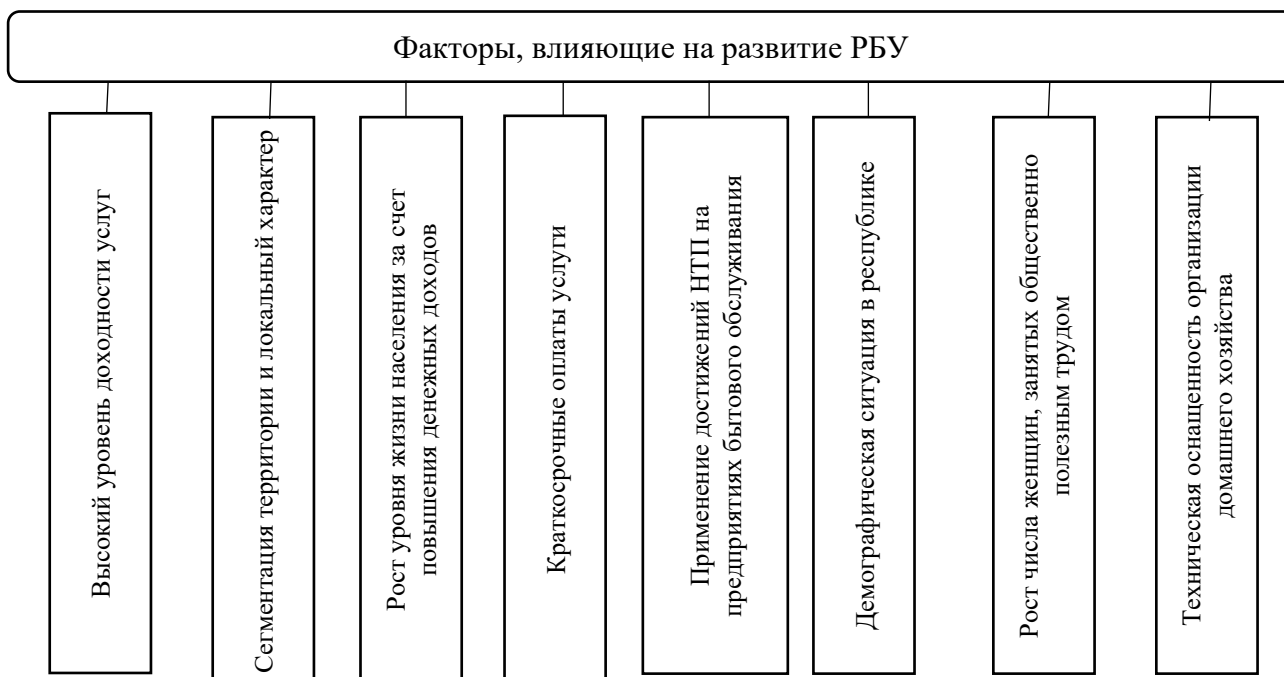 Факторы, влияющие на развитие РБУ
Высокий уровень доходности услуг
Сегментация территории и локальный характер
Рост уровня жизни населения за счет
повышения денежных доходов
Краткосрочные оплаты услуги
Применение достижений НТП на
предприятиях бытового обслуживания
Демографическая ситуация в республике
Рост числа женщин, занятых общественно
полезным трудом
Техническая оснащенность организации
домашнего хозяйства